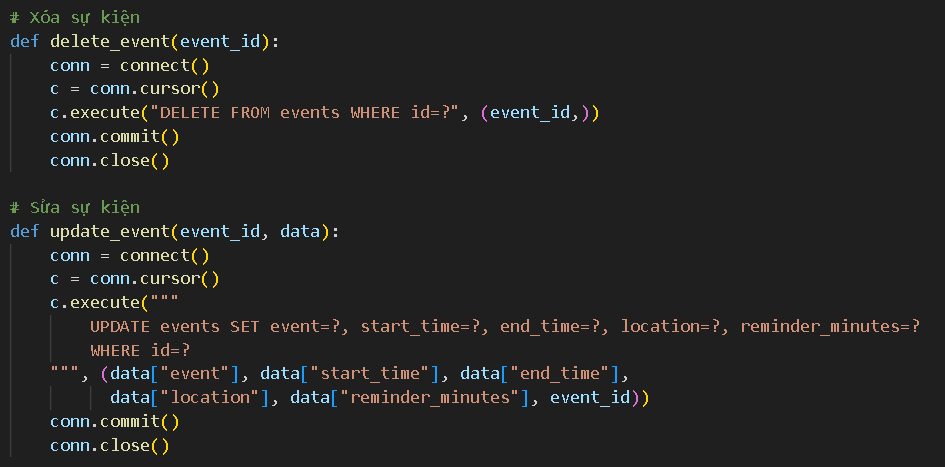 # Xóa sự kiện
def delete_event(event_id):
    conn = connect()
    c = conn.cursor()
    c.execute("DELETE FROM events WHERE id=?", (event_id,))
    conn.commit()
    conn.close()

# Sửa sự kiện
def update_event(event_id, data):
    conn = connect()
    c = conn.cursor()
    c.execute("""
        UPDATE events SET event=?, start_time=?, end_time=?, location=?, reminder_minutes=?
        WHERE id=?
    """, (data["event"], data["start_time"], data["end_time"],
          data["location"], data["reminder_minutes"], event_id))
    conn.commit()
    conn.close()